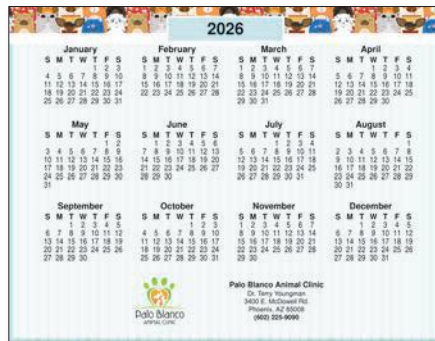 2026
January February March April
S M T W T F S S M T W T F S S M T W T F S S M T W T F S
1 2 3 1 2 3 4 5 6 7 1 2 3 4 5 6 7 1 2 3 4
4 5 6 7 8 9 10 8 9 10 11 12 13 14 8 9 10 11 12 13 14 5 6 7 8 9 10 11
11 12 13 14 15 16 17 15 16 17 18 19 20 21 15 16 17 18 19 20 21 12 13 14 15 16 17 18
18 19 20 21 22 23 24 22 23 24 25 26 27 28 22 23 24 25 26 27 28 19 20 21 22 23 24 25
25 26 27 28 29 30 31 29 30 31 26 27 28 29 30
May June July August
S M T W T F S S M T W T F S S M T W T F S S M T W T F S
1 2 1 2 3 4 5 6 1 2 3 4 1
3 4 5 6 7 8 9 7 8 9 10 11 12 13 5 6 7 8 9 10 11 2 3 4 5 6 7 8
10 11 12 13 14 15 16 14 15 16 17 18 19 20 12 13 14 15 16 17 18 9 10 11 12 13 14 15
17 18 19 20 21 22 23 21 22 23 24 25 26 27 19 20 21 22 23 24 25 16 17 18 19 20 21 22
24 25 26 27 28 29 30 28 29 30 26 27 28 29 30 31 23 24 25 26 27 28 29
31 30 31
September October November December
S M T W T F S S M T W T F S S M T W T F S S M T W T F S
1 2 3 4 5 1 2 3 1 2 3 4 5 6 7 1 2 3 4 5
6 7 8 9 10 11 12 4 5 6 7 8 9 10 8 9 10 11 12 13 14 6 7 8 9 10 11 12
13 14 15 16 17 18 19 11 12 13 14 15 16 17 15 16 17 18 19 20 21 13 14 15 16 17 18 19
20 21 22 23 24 25 26 18 19 20 21 22 23 24 22 23 24 25 26 27 28 20 21 22 23 24 25 26
27 28 29 30 25 26 27 28 29 30 31 29 30 27 28 29 30 31
Palo Blanco
ANIMAL CLINIC
Palo Blanco Animal Clinic
Dr. Terry Youngman
3400 E. McDowell Rd.
Phoenix, AZ 85008
(602) 225-9090